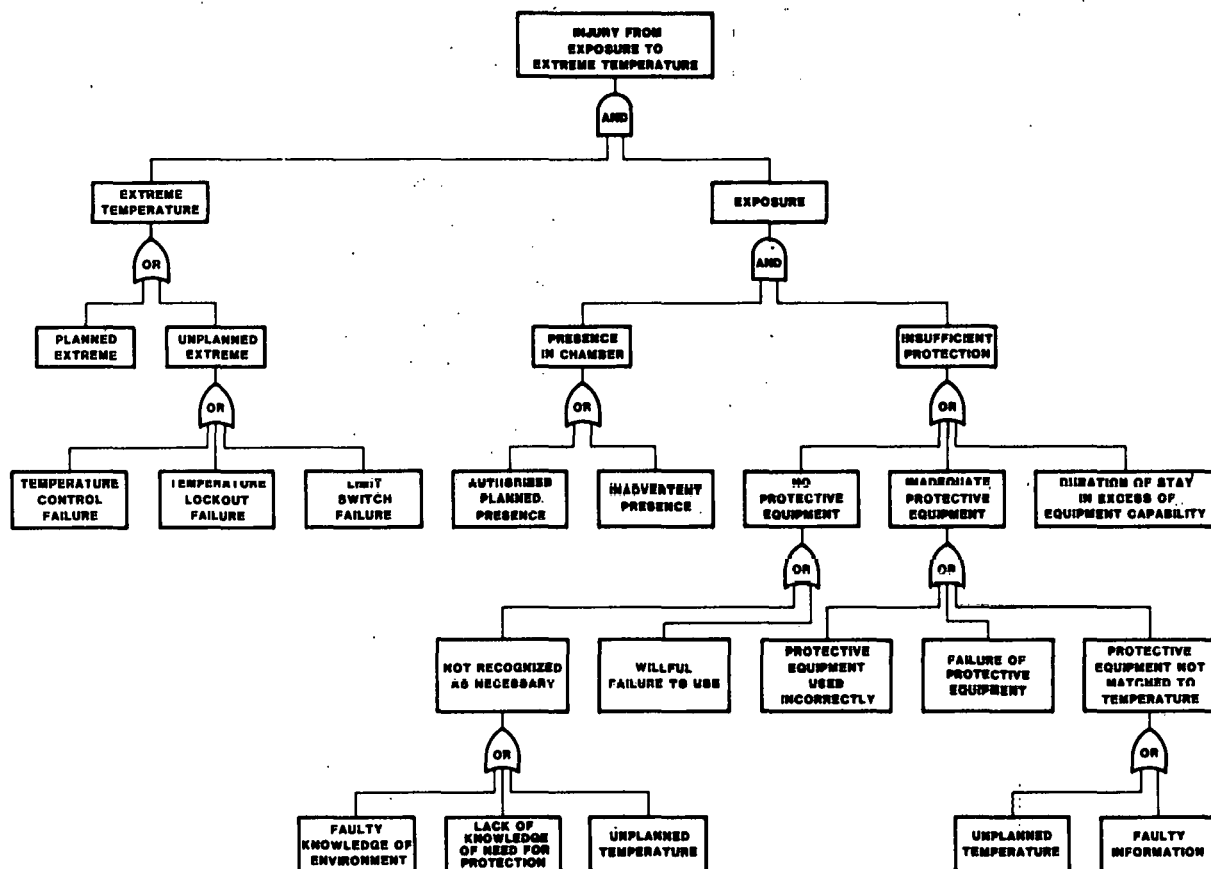 INJURY FROM
EXPOSURE TO
EXTREME TEMPERATURE
AND
EXTREME
TEMPERATURE
EXPOSURE
OR
AND
PLANNED
EXTREME
UNPLANNED
EXTREME
PRESENCE
IN CHAMBER
INSUFFICIENT
PROTECTION
OR
OR
OR
TEMPERATURE
CONTROL
FAILURE
TEMPERATURE
LOCKOUT
FAILURE
LIMIT
SWITCH
FAILURE
AUTHORIZED
PLANNED
PRESENCE
INADVERTENT
PRESENCE
NO
PROTECTIVE
EQUIPMENT
INADEQUATE
PROTECTIVE
EQUIPMENT
DURATION OF STAY
IN EXCESS OF
EQUIPMENT CAPABILITY
OR
OR
NOT RECOGNIZED
AS NECESSARY
WILLFUL
FAILURE TO USE
PROTECTIVE
EQUIPMENT
USED
INCORRECTLY
FAILURE OF
PROTECTIVE
EQUIPMENT
PROTECTIVE
EQUIPMENT NOT
MATCHED TO
TEMPERATURE
OR
OR
FAULTY
KNOWLEDGE OF
ENVIRONMENT
LACK OF
KNOWLEDGE
OF NEED FOR
PROTECTION
UNPLANNED
TEMPERATURE
UNPLANNED
TEMPERATURE
FAULTY
INFORMATION